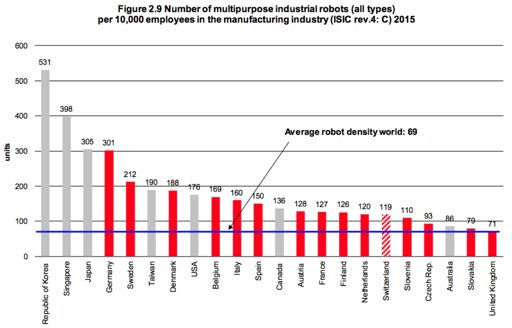 Figure 2.9 Number of multipurpose industrial robots (all types)
per 10,000 employees in the manufacturing industry (ISIC rev.4: C) 2015
units
600
500
400
300
200
100
0
Average robot density world: 69
531
398
305
301
212
190
188
176
169
160
150
136
128
127
126
120
119
110
93
86
79
71
Republic of Korea
Singapore
Japan
Germany
Sweden
Taiwan
Denmark
USA
Belgium
Italy
Spain
Canada
Austria
France
Finland
Netherlands
Switzerland
Slovenia
Czech Rep.
Australia
Slovakia
United Kingdom